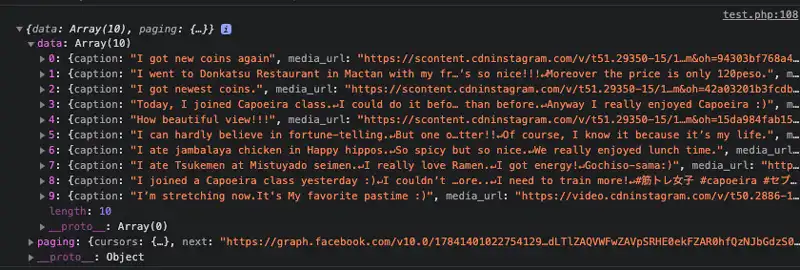 test.php:108
▼{data: Array(10), paging: {…}} i
▼data: Array(10)
▶0: {caption: "I got new coins again", media_url: "https://scontent.cdninstagram.com/v/t51.29350-15/1…m&oh=94303bf768a4…
▶1: {caption: "I went to Donkatsu Restaurant in Mactan with my fr…'s so nice!!!↵Moreover the price is only 120peso.", m…
▶2: {caption: "I got newest coins.", media_url: "https://scontent.cdninstagram.com/v/t51.29350-15/1…m&oh=42a03201b3fcdb…
▶3: {caption: "Today, I joined Capoeira class.↵I could do it befo… than before.↵Anyway I really enjoyed Capoeira :)", m…
▶4: {caption: "How beautiful view!!!", media_url: "https://scontent.cdninstagram.com/v/t51.29350-15/1…m&oh=15da984fab15…
▶5: {caption: "I can hardly believe in fortune-telling.↵But one o…tter!!↵Of course, I know it because it's my life.", m…
▶6: {caption: "I ate jambalaya chicken in Happy hippos.↵So spicy but so nice.↵We really enjoyed lunch time.", media_ur…
▶7: {caption: "I ate Tsukemen at Mistuyado seimen.↵I really love Ramen.↵I got energy!↵Gochiso-sama:)", media_url: "http…
▶8: {caption: "I joined a Capoeira class yesterday :)↵I couldn't …ore..↵I need to train more!↵#筋トレ女子 #capoeira #セブ…
▶9: {caption: "I'm stretching now.It's My favorite pastime :)", media_url: "https://video.cdninstagram.com/v/t50.2886-1…
length: 10
▶__proto__: Array(0)
▶paging: {cursors: {…}, next: "https://graph.facebook.com/v10.0/17841401022754129…dLTlZAQVWFwZAVpSRHE0ekFZAR0hfQzNJbGdzS0…
▶__proto__: Object